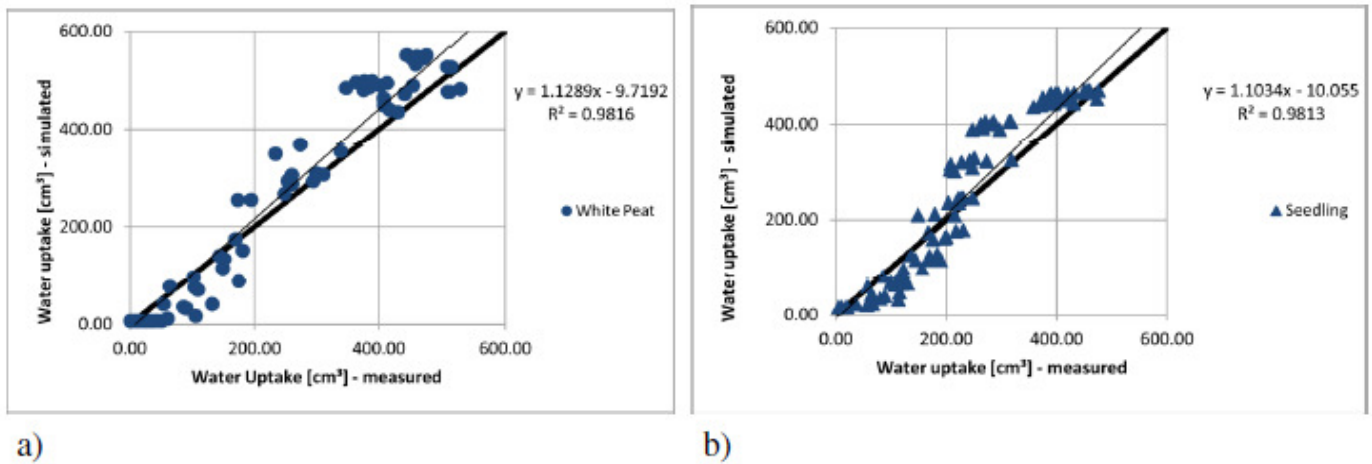 600.00
400.00
200.00
0.00
Water uptake [cm³] - simulated
0.00 200.00 400.00 600.00
Water Uptake [cm³] - measured
y = 1.1289x - 9.7192
R² = 0.9816
White Peat
a)
600.00
400.00
200.00
0.00
Water uptake [cm³] - simulated
0.00 200.00 400.00 600.00
Water uptake [cm³] - measured
y = 1.1034x - 10.055
R² = 0.9813
Seedling
b)